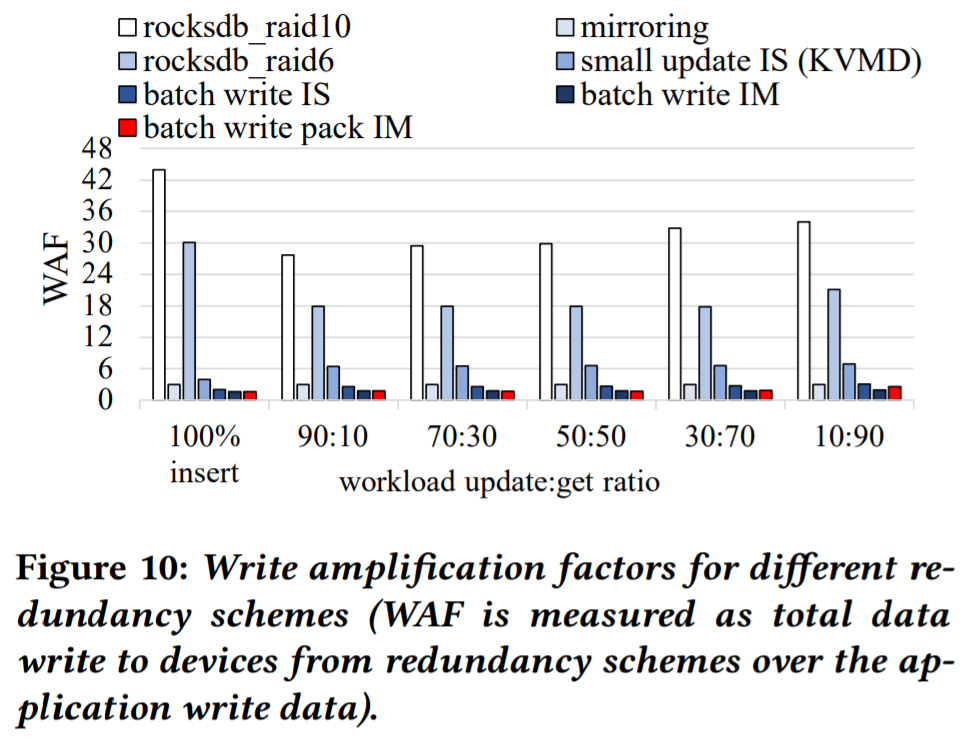 rocksdb_raid10 mirroring
rocksdb_raid6 small update IS (KVMD)
batch write IS batch write IM
batch write pack IM
48
42
36
30
24
18
12
6
0
WAF
100% 90:10 70:30 50:50 30:70 10:90
insert
workload update:get ratio
Figure 10: Write amplification factors for different re-
dundancy schemes (WAF is measured as total data
write to devices from redundancy schemes over the ap-
plication write data).